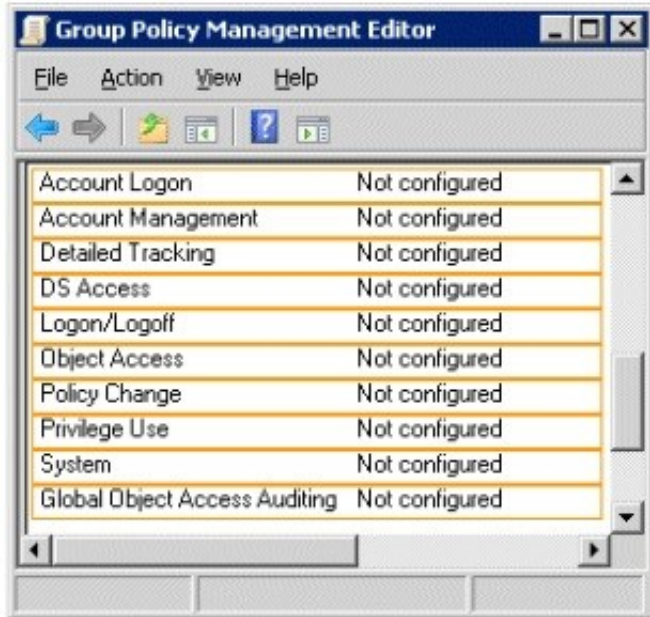 Group Policy Management Editor
File Action View Help
Account Logon Not configured
Account Management Not configured
Detailed Tracking Not configured
DS Access Not configured
Logon/Logoff Not configured
Object Access Not configured
Policy Change Not configured
Privilege Use Not configured
System Not configured
Global Object Access Auditing Not configured